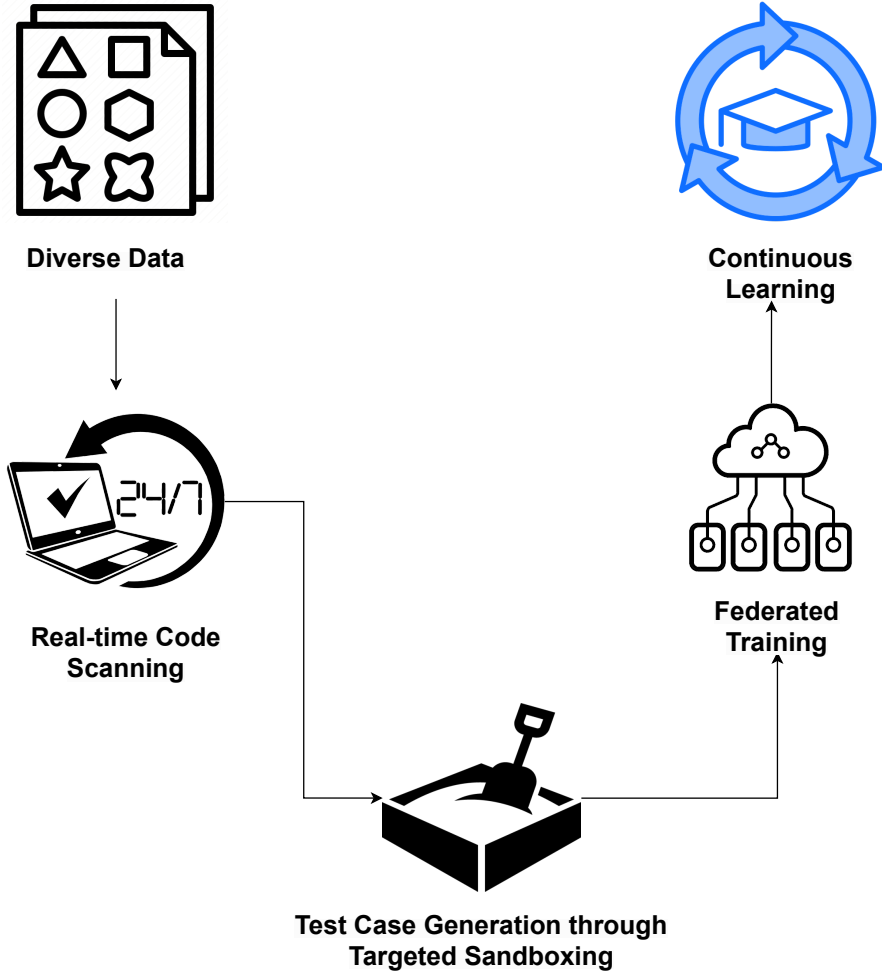 Diverse Data
Continuous
Learning
24/7
Real-time Code
Scanning
Federated
Training
Test Case Generation through
Targeted Sandboxing